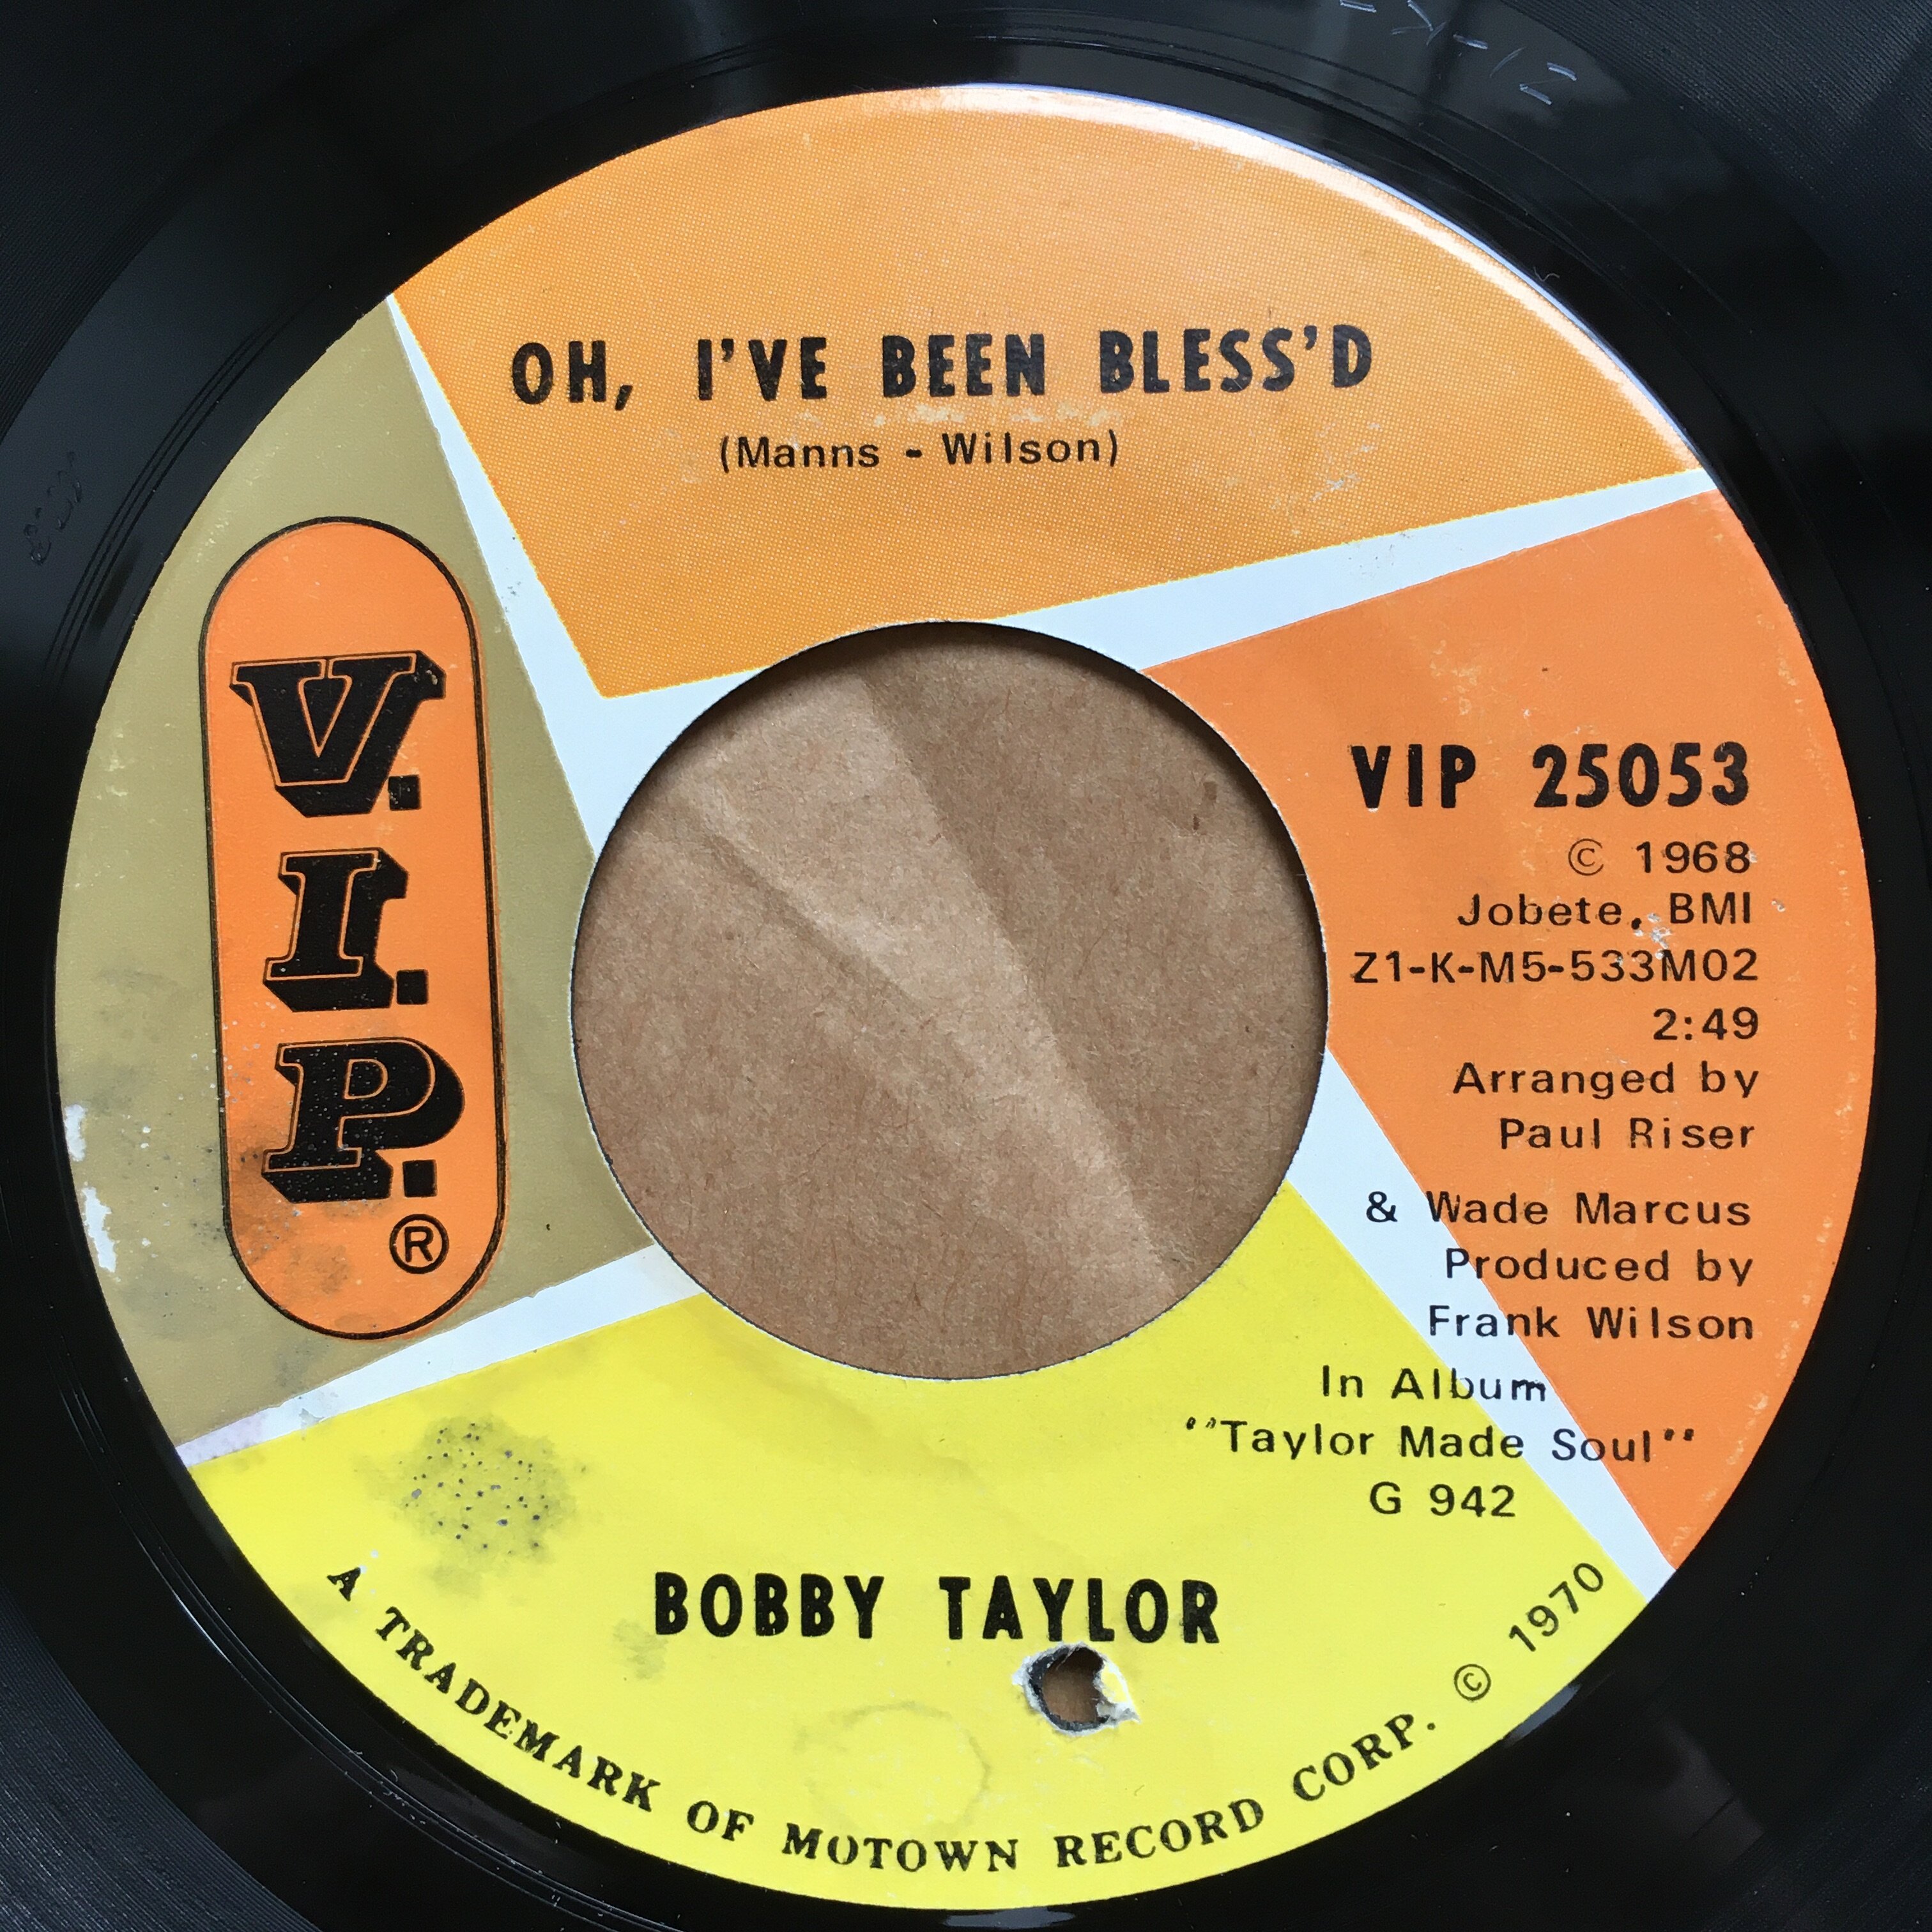 OH, I'VE BEEN BLESS'D
(Manns - Wilson)
V.I.P.®
VIP 25053
© 1968
Jobete, BMI
Z1-K-M5-533M02
2:49
Arranged by
Paul Riser
& Wade Marcus
Produced by
Frank Wilson
In Album
"Taylor Made Soul"
G 942
BOBBY TAYLOR
A TRADEMARK OF MOTOWN RECORD CORP. © 1970